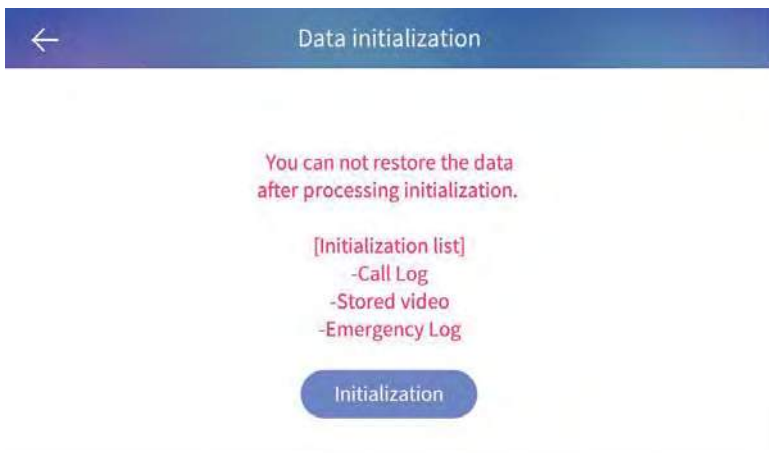 Data initialization
You can not restore the data
after processing initialization.
[Initialization list]
-Call Log
-Stored video
-Emergency Log
Initialization